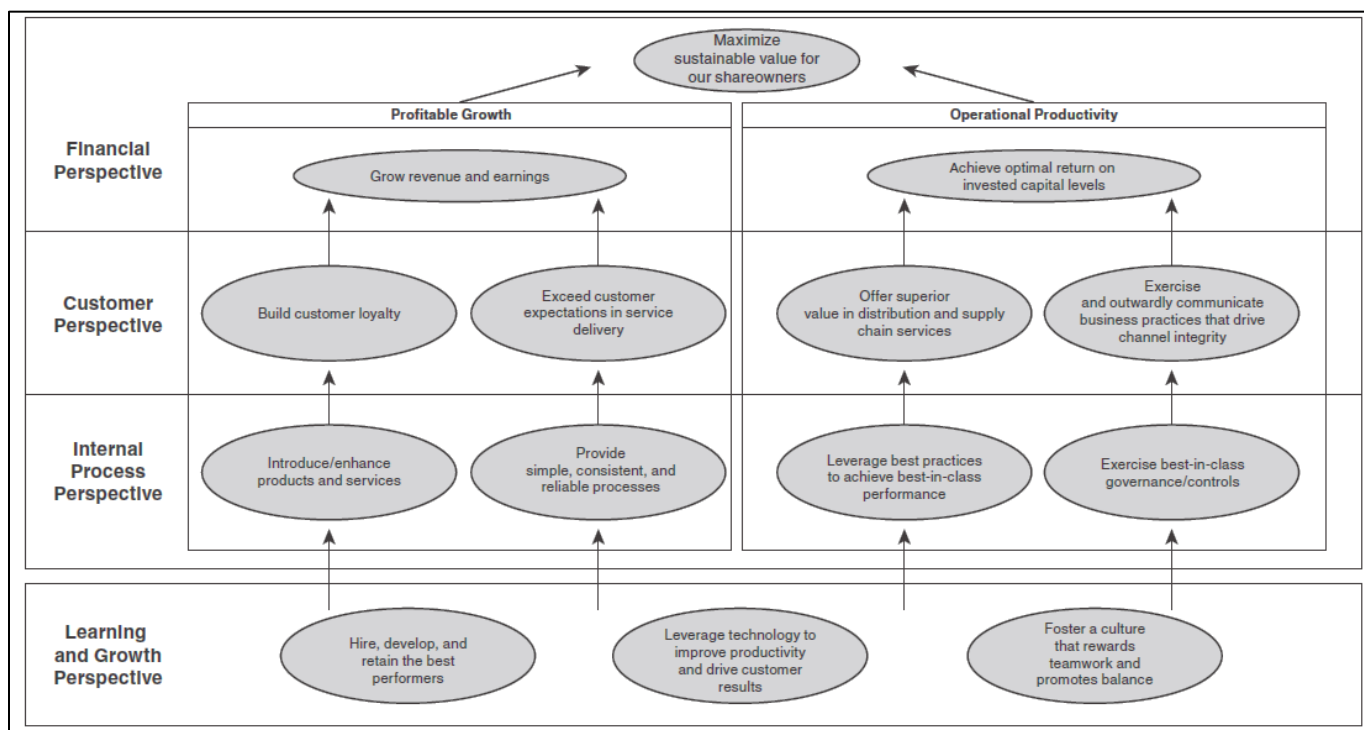 Maximize
sustainable value for
our shareowners
Profitable Growth
Operational Productivity
Financial
Perspective
Grow revenue and earnings
Achieve optimal return on
invested capital levels
Customer
Perspective
Build customer loyalty
Exceed customer
expectations in service
delivery
Offer superior
value in distribution and supply
chain services
Exercise
and outwardly communicate
business practices that drive
channel integrity
Internal
Process
Perspective
Introduce/enhance
products and services
Provide
simple, consistent, and
reliable processes
Leverage best practices
to achieve best-in-class
performance
Exercise best-in-class
governance/controls
Learning
and Growth
Perspective
Hire, develop, and
retain the best
performers
Leverage technology to
improve productivity
and drive customer
results
Foster a culture
that rewards
teamwork and
promotes balance